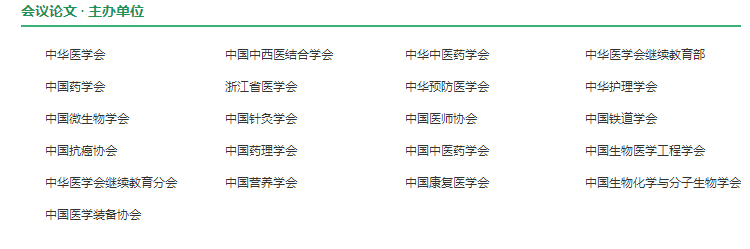 会议论文 · 主办单位
中华医学会 中国中西医结合学会 中华中医药学会 中华医学会继续教育部
中国药学会 浙江省医学会 中华预防医学会 中华护理学会
中国微生物学会 中国针灸学会 中国医师协会 中国铁道学会
中国抗癌协会 中国药理学会 中国中医药学会 中国生物医学工程学会
中华医学会继续教育分会 中国营养学会 中国康复医学会 中国生物化学与分子生物学会
中国医学装备协会